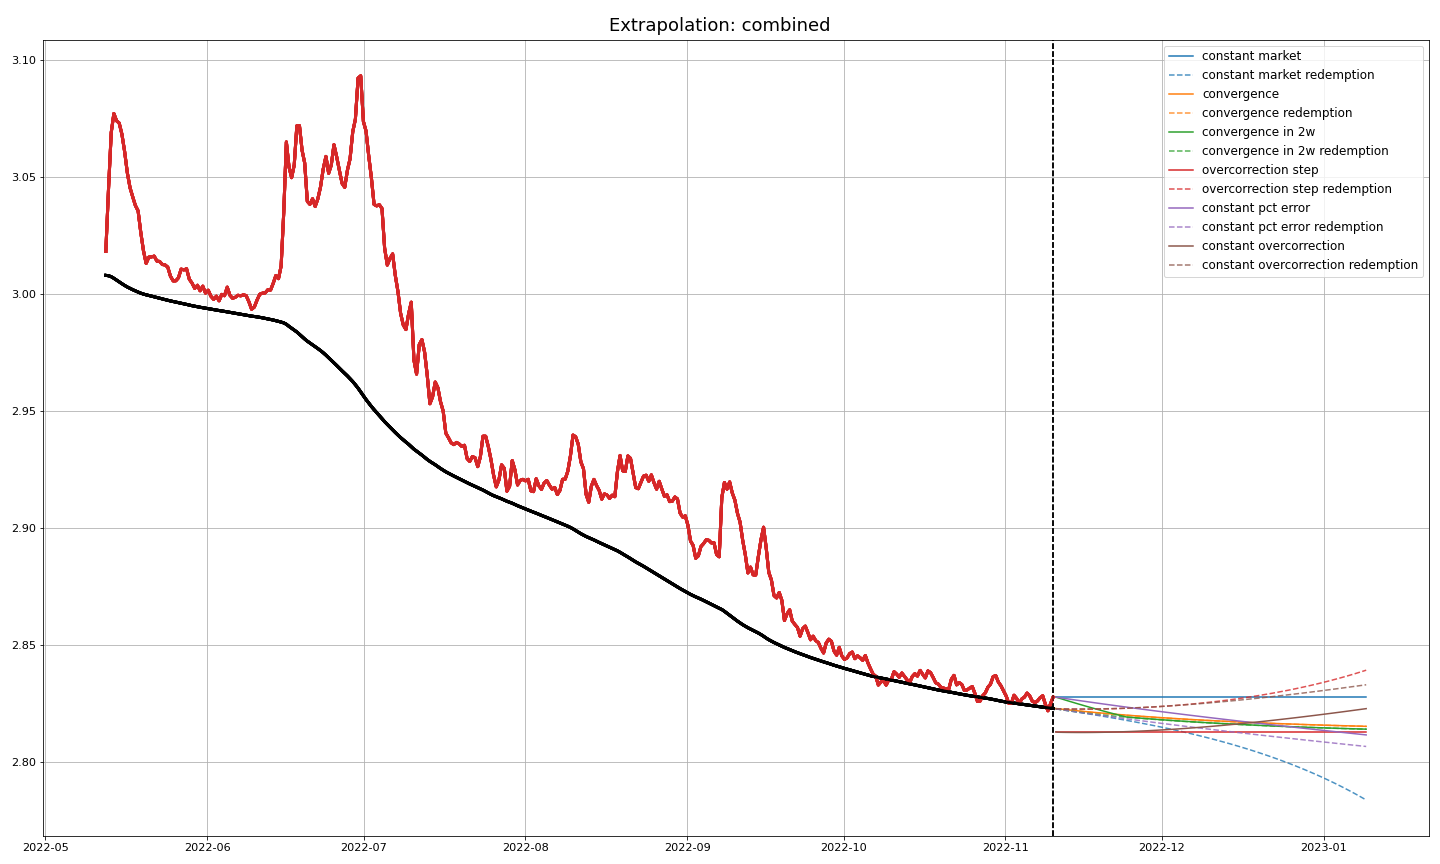 Extrapolation: combined
3.10
3.05
3.00
2.95
2.90
2.85
2.80
constant market
constant market redemption
convergence
convergence redemption
convergence in 2w
convergence in 2w redemption
overcorrection step
overcorrection step redemption
constant pct error
constant pct error redemption
constant overcorrection
constant overcorrection redemption
2022-05 2022-06 2022-07 2022-08 2022-09 2022-10 2022-11 2022-12 2023-01